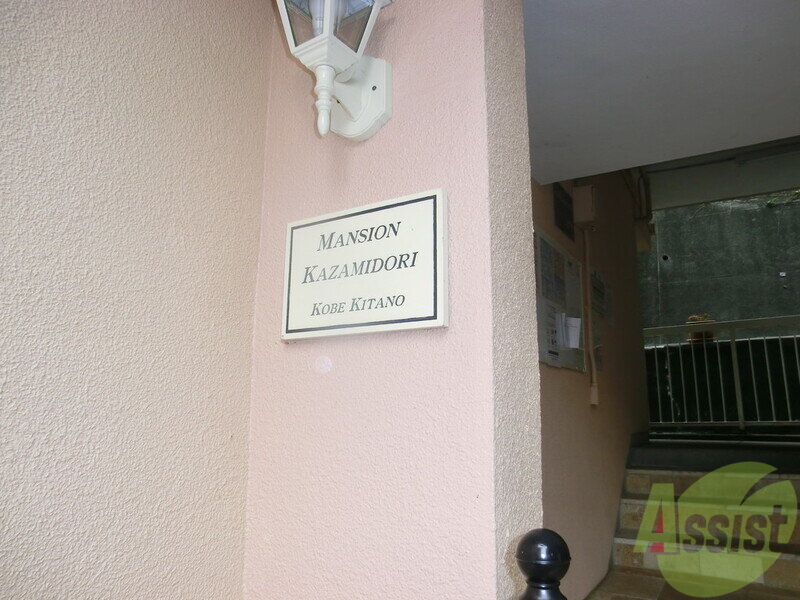 MANSION
KAZAMIDORI
KOBE KITANO
Assist